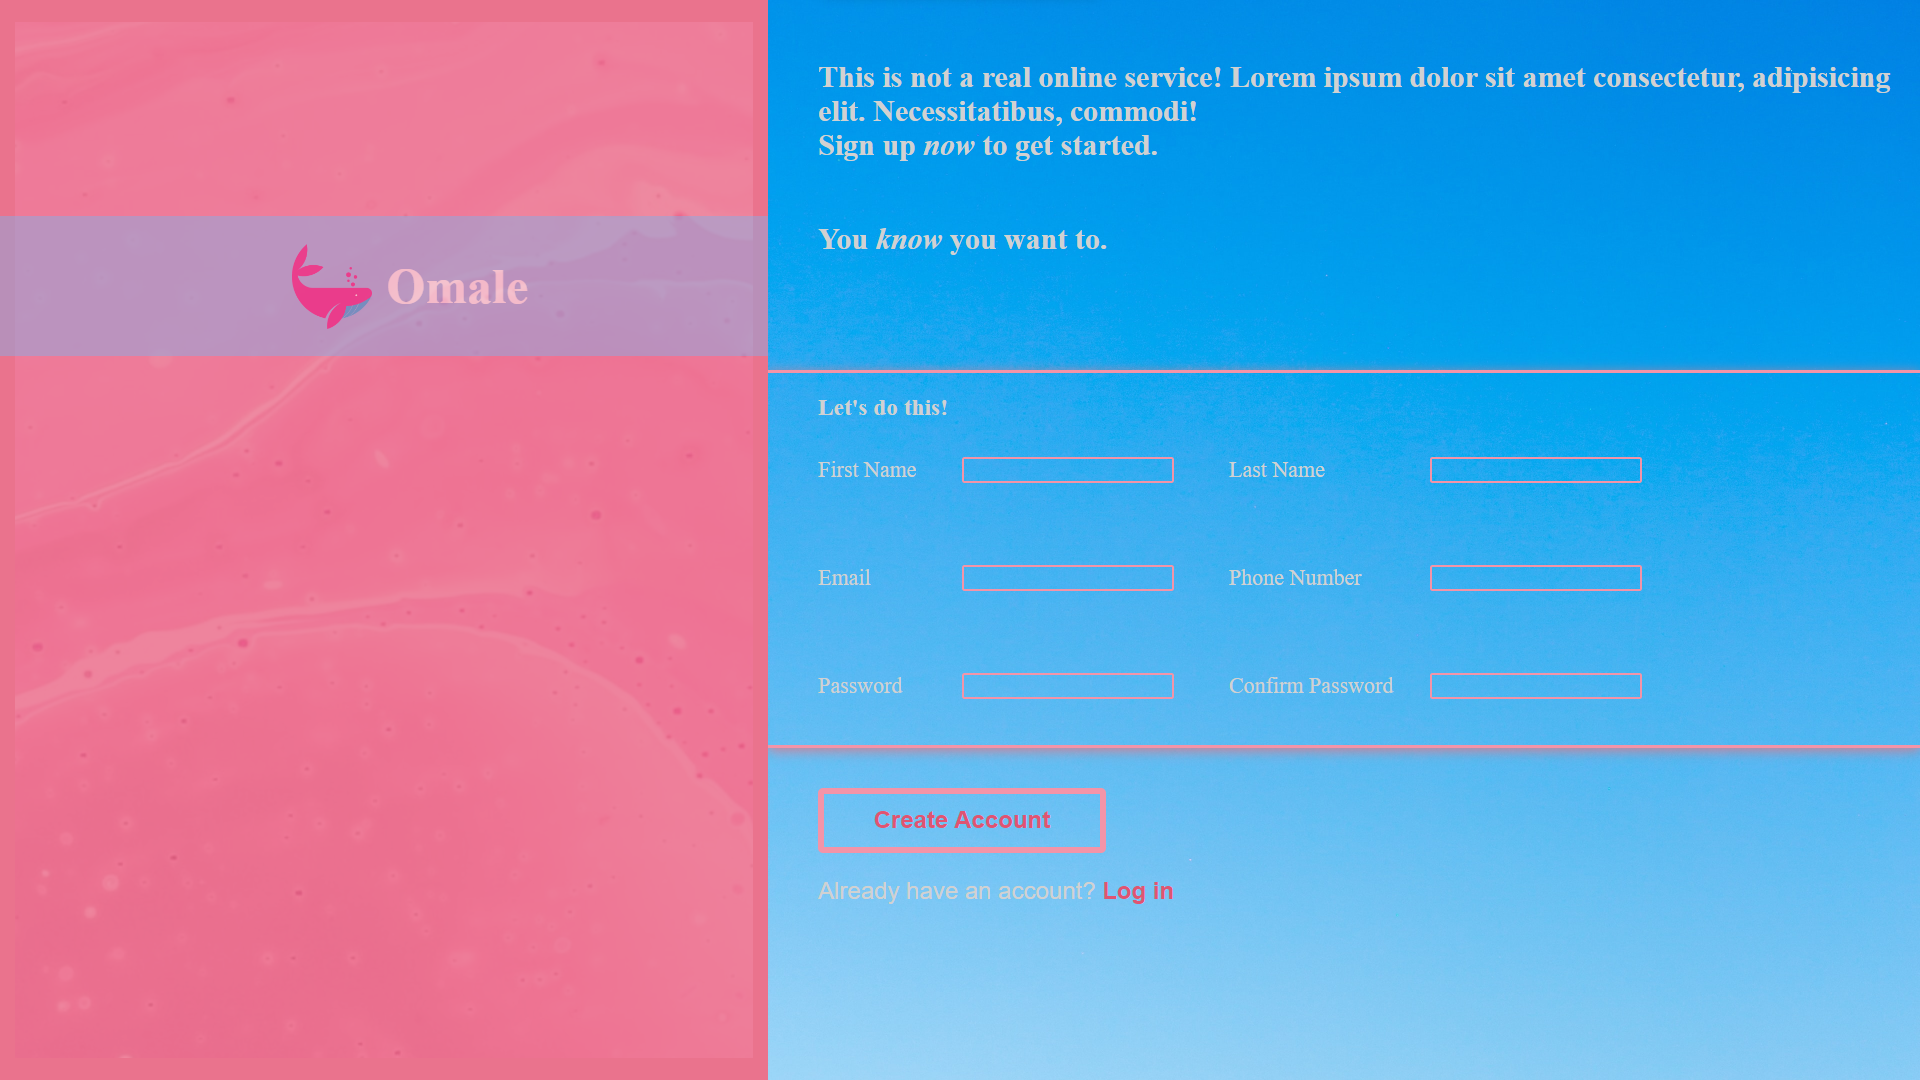 Omale
This is not a real online service! Lorem ipsum dolor sit amet consectetur, adipisicing
elit. Necessitatibus, commodi!
Sign up now to get started.
You know you want to.
Let's do this!
First Name
Last Name
Email
Phone Number
Password
Confirm Password
Create Account
Already have an account? Log in